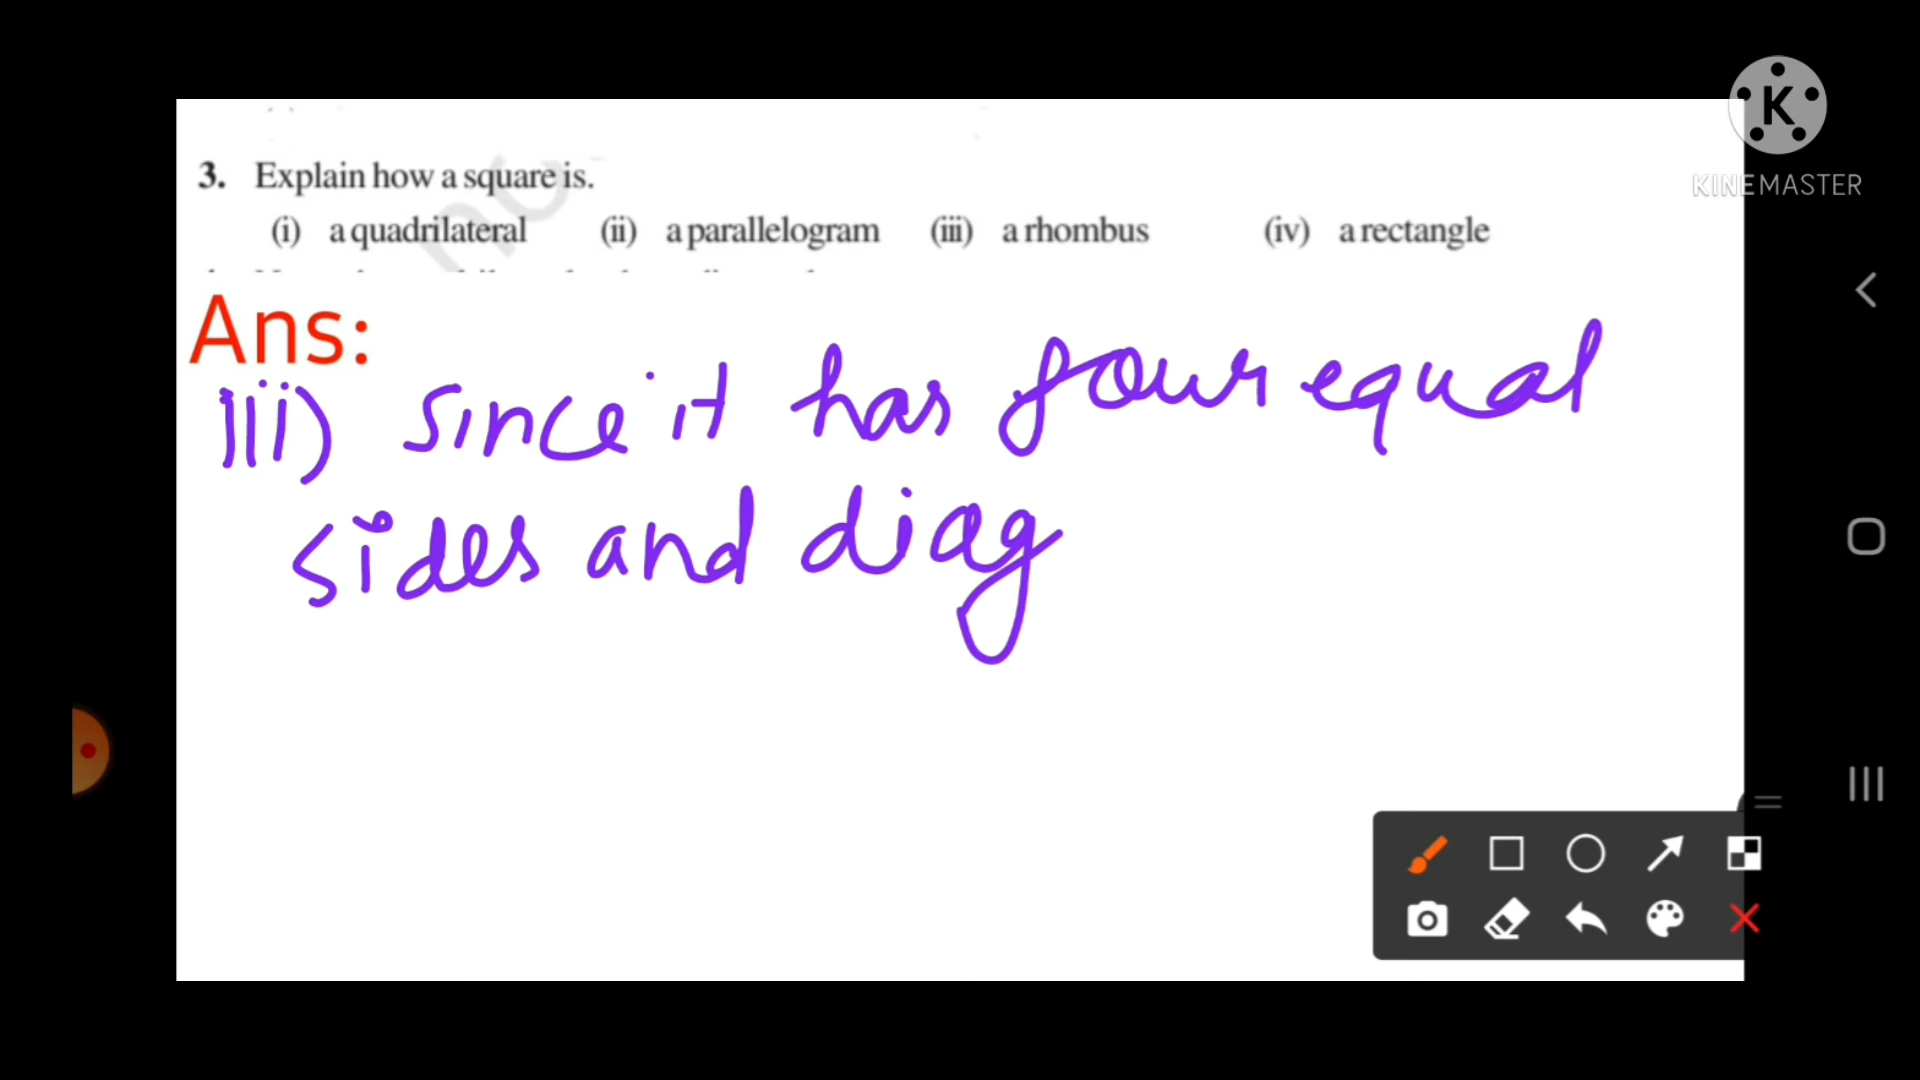 KINEMASTER
3. Explain how a square is.
(i) a quadrilateral (ii) a parallelogram (iii) a rhombus (iv) a rectangle
Ans:
iii) since it has four equal
sides and diag